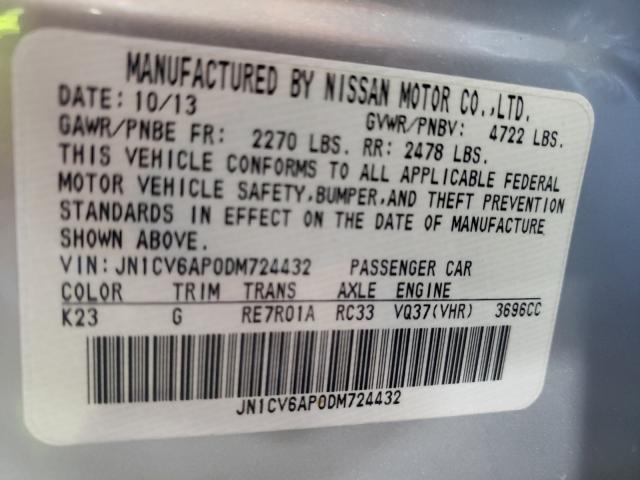 MANUFACTURED BY NISSAN MOTOR CO.,LTD.
DATE: 10/13 GVWR/PNBV: 4722 LBS.
GAWR/PNBE FR: 2270 LBS. RR: 2478 LBS.
THIS VEHICLE CONFORMS TO ALL APPLICABLE FEDERAL
MOTOR VEHICLE SAFETY,BUMPER,AND THEFT PREVENTION
STANDARDS IN EFFECT ON THE DATE OF MANUFACTURE
SHOWN ABOVE.
VIN: JN1CV6AP0DM724432 PASSENGER CAR
COLOR TRIM TRANS AXLE ENGINE
K23 G RE7R01A RC33 VQ37(VHR) 3696CC
JN1CV6AP0DM724432